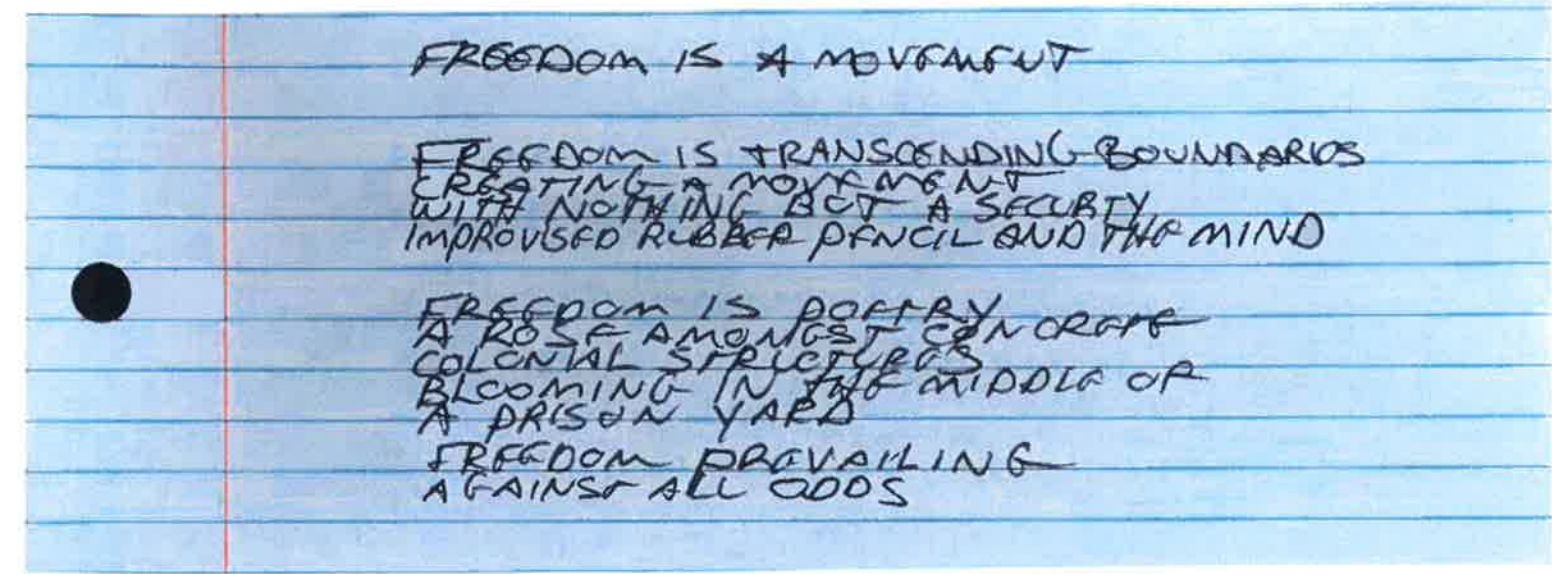 FREEDOM IS A MOVEMENT
FREEDOM IS TRANSCENDING BOUNDARIES
CREATING A MOVEMENT
WITH NOTHING BUT A SECURTY
IMPROVISED RUBBER PENCIL AND THE MIND
FREEDOM IS POETRY
A ROSE AMONGST CONCRETE
COLONIAL STRUCTURES
BLOOMING IN THE MIDDLE OF
A PRISON YARD
FREEDOM PREVAILING
AGAINST ALL ODDS